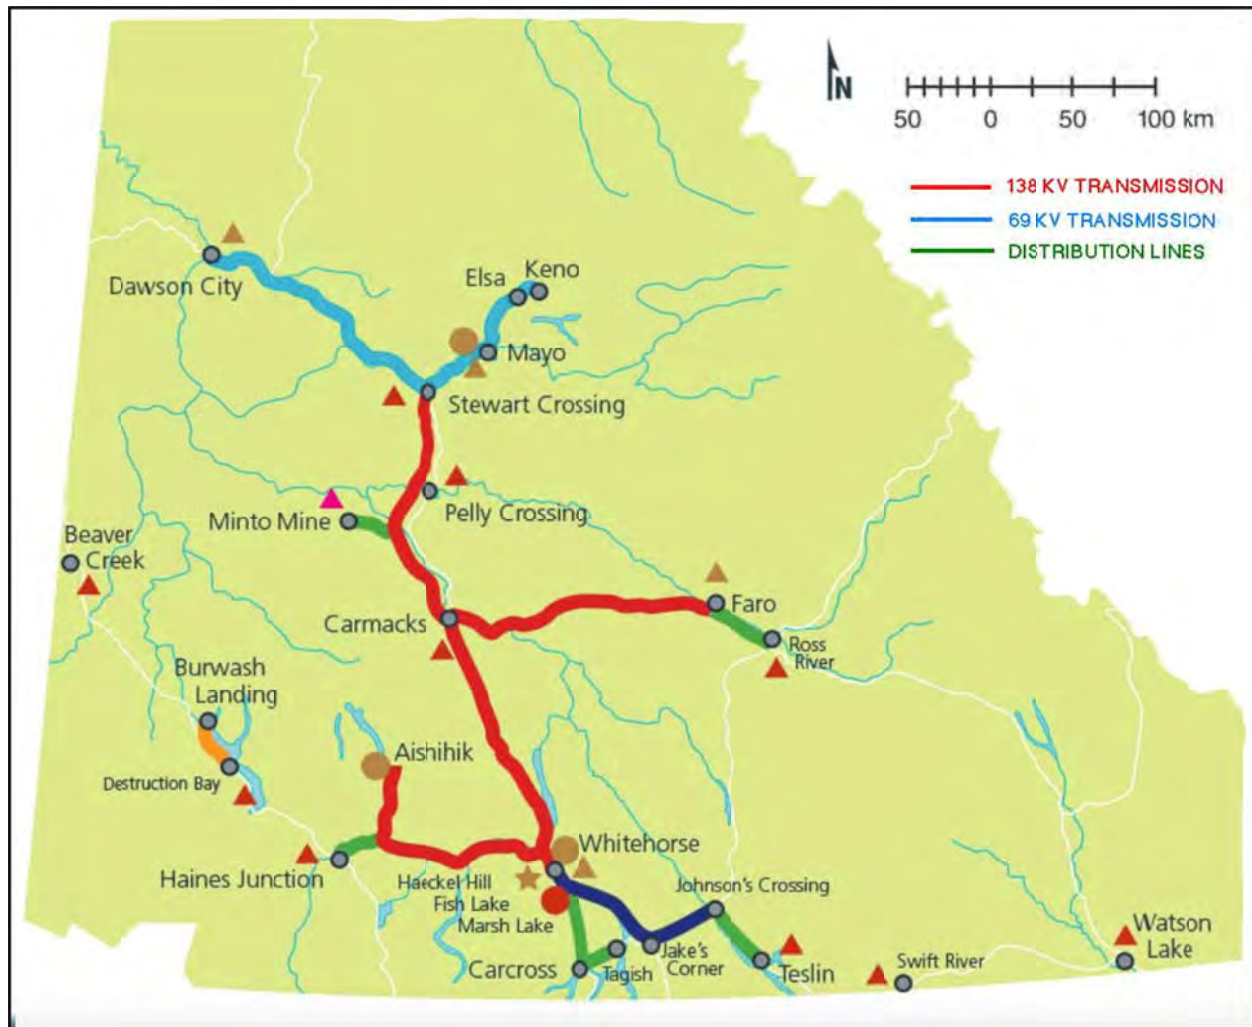 N
50 0 50 100 km
138 KV TRANSMISSION
69 KV TRANSMISSION
DISTRIBUTION LINES
Dawson City
Elsa
Keno
Mayo
Stewart Crossing
Minto Mine
Pelly Crossing
Beaver
Creek
Carmacks
Faro
Ross
River
Burwash
Landing
Aishihik
Destruction Bay
Whitehorse
Haines Junction
Haeckel Hill
Fish Lake
Marsh Lake
Johnson's Crossing
Carcross
Tagish
Jake's
Corner
Teslin
Swift River
Watson
Lake